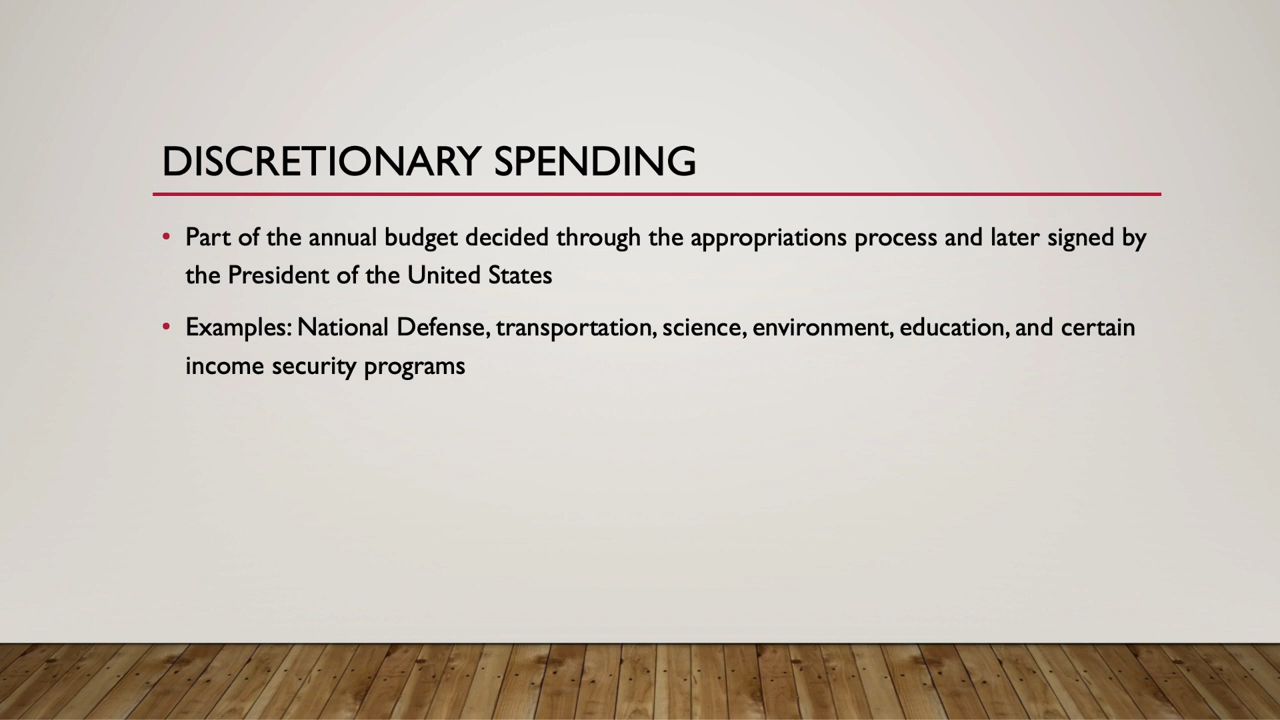 DISCRETIONARY SPENDING
• Part of the annual budget decided through the appropriations process and later signed by
the President of the United States
• Examples: National Defense, transportation, science, environment, education, and certain
income security programs